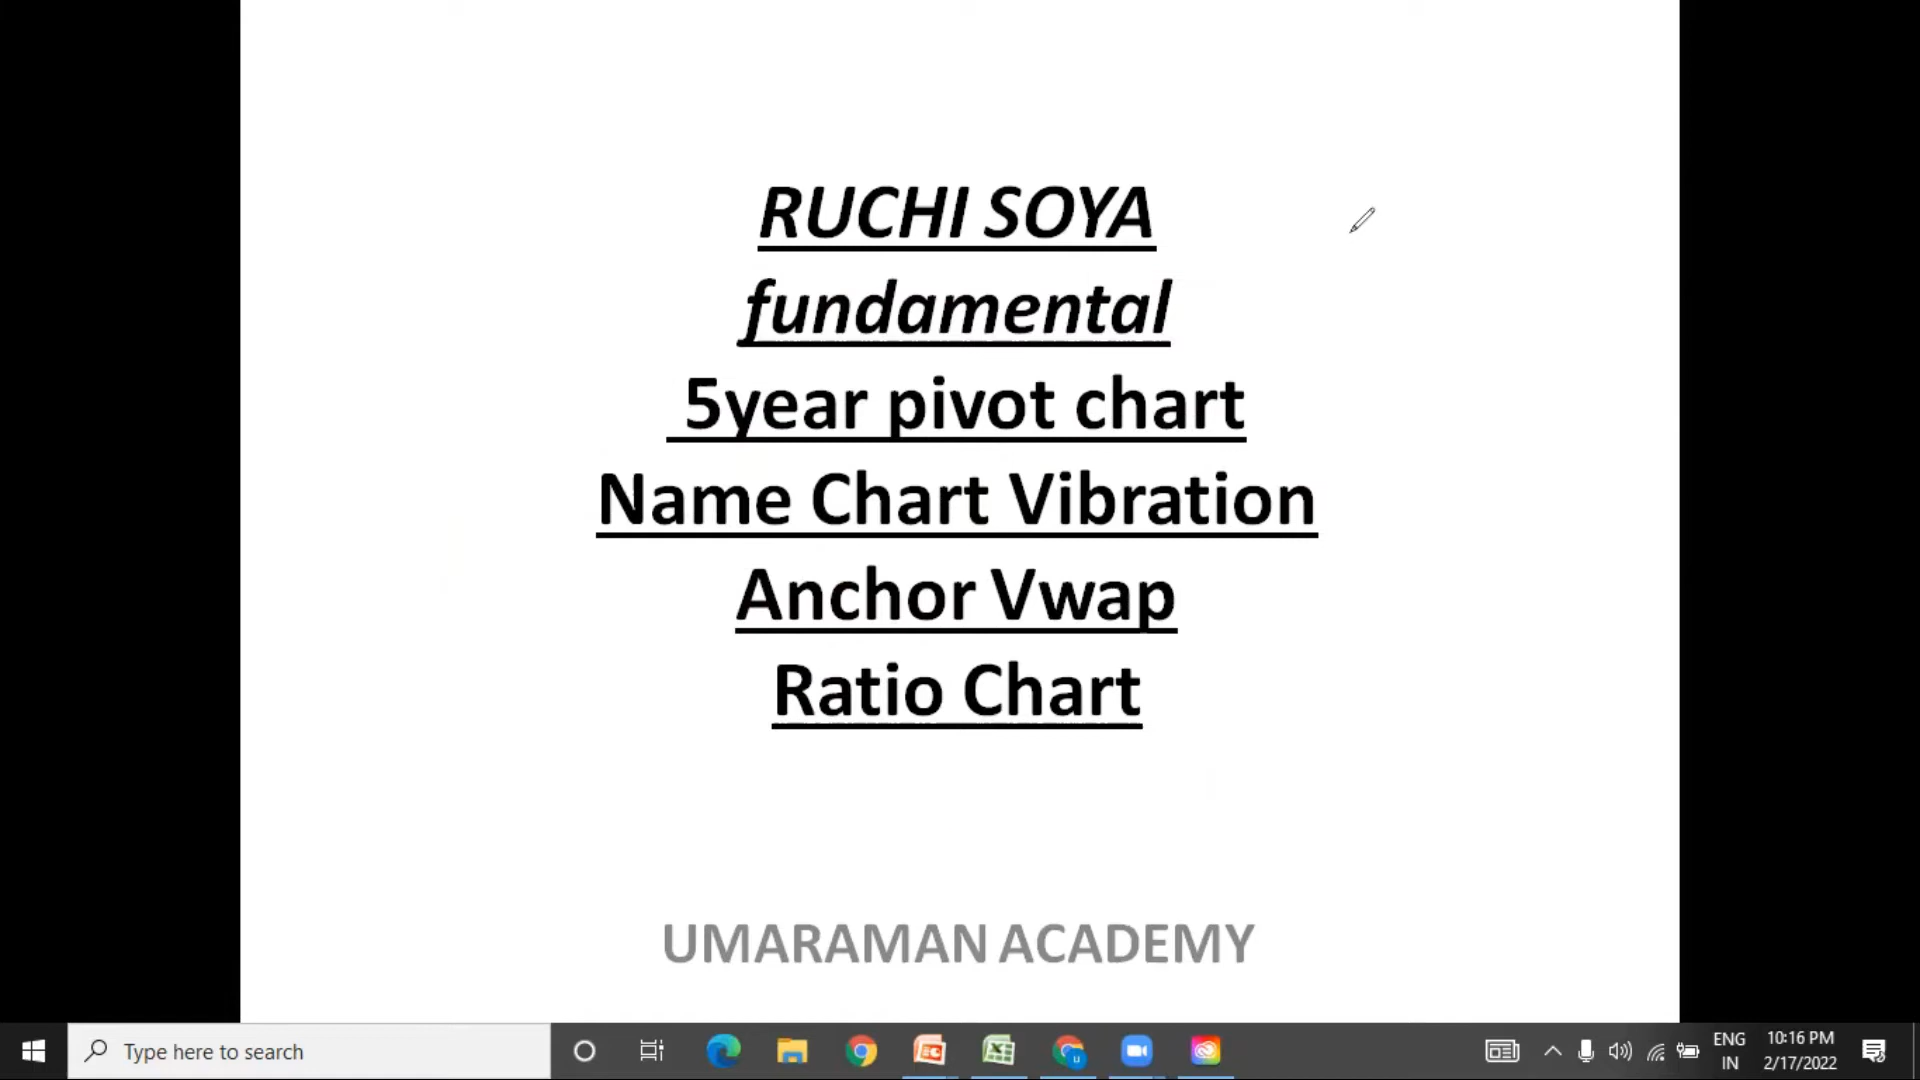 RUCHI SOYA
fundamental
5year pivot chart
Name Chart Vibration
Anchor Vwap
Ratio Chart
UMARAMAN ACADEMY
Type here to search
ENG
IN
10:16 PM
2/17/2022